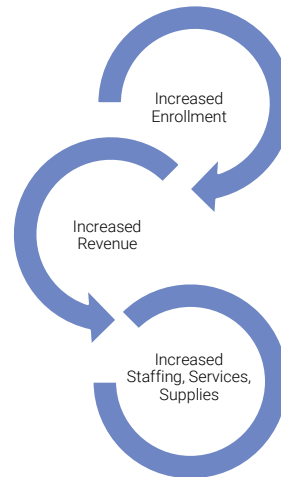 Increased
Enrollment
Increased
Revenue
Increased
Staffing, Services,
Supplies